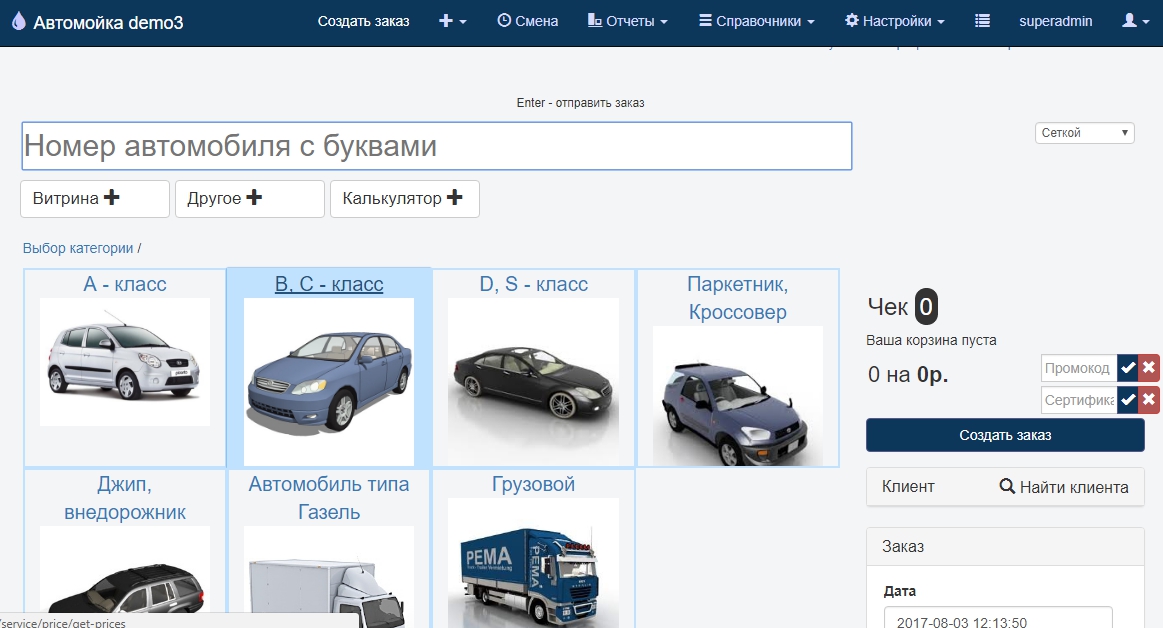 Автомойка demo3
Создать заказ
Смена
Отчеты
Справочники
Настройки
superadmin
Enter - отправить заказ
Номер автомобиля с буквами
Сеткой
Витрина
Другое
Калькулятор
Выбор категории /
A - класс
B, C - класс
D, S - класс
Паркетник,
Кроссовер
Чек 0
Ваша корзина пуста
0 на 0р.
Промокод
Сертифика
Создать заказ
Клиент
Найти клиента
Джип,
внедорожник
Автомобиль типа
Газель
Грузовой
PEMA
PEMA
Заказ
Дата
2017-08-03 12:13:50
/service/price/get-prices